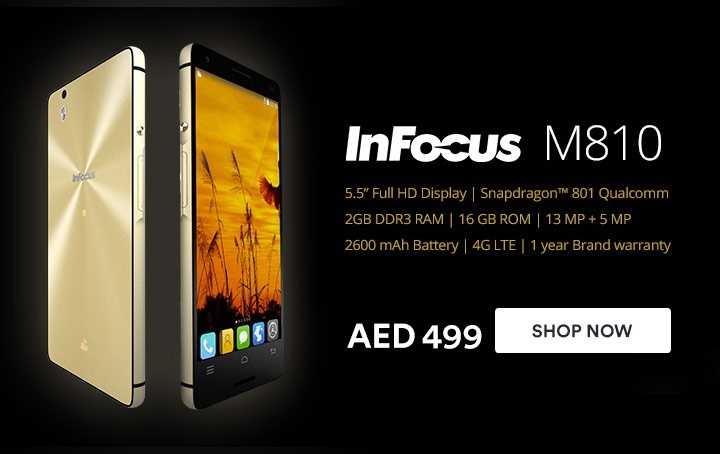 InFocus
InFocus M810
5.5” Full HD Display | Snapdragon™ 801 Qualcomm
2GB DDR3 RAM | 16 GB ROM | 13 MP + 5 MP
2600 mAh Battery | 4G LTE | 1 year Brand warranty
AED 499
SHOP NOW